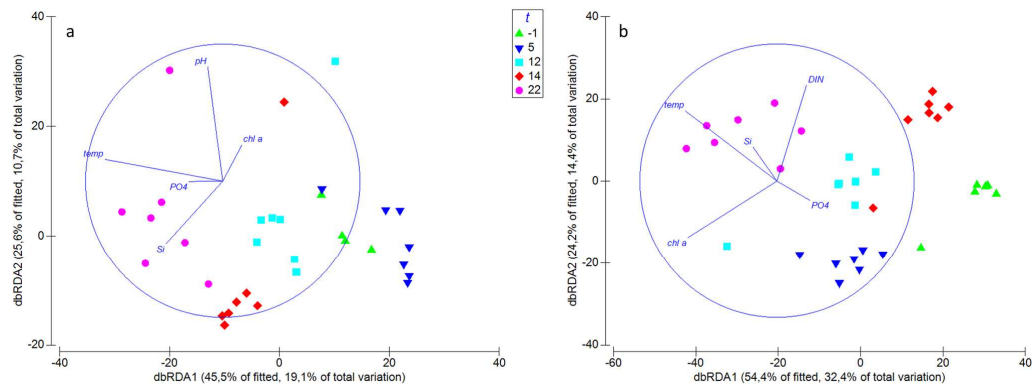 a
40
20
0
-20
-40
-20
0
20
40
dbRDA2 (25,6% of fitted, 10,7% of total variation)
dbRDA1 (45,5% of fitted, 19,1% of total variation)
pH
chl a
temp
PO4
Si
t
-1
5
12
14
22
b
40
20
0
-20
-40
-60
-40
-20
0
20
40
dbRDA2 (24,2% of fitted, 14,4% of total variation)
dbRDA1 (54,4% of fitted, 32,4% of total variation)
DIN
temp
Si
PO4
chl a